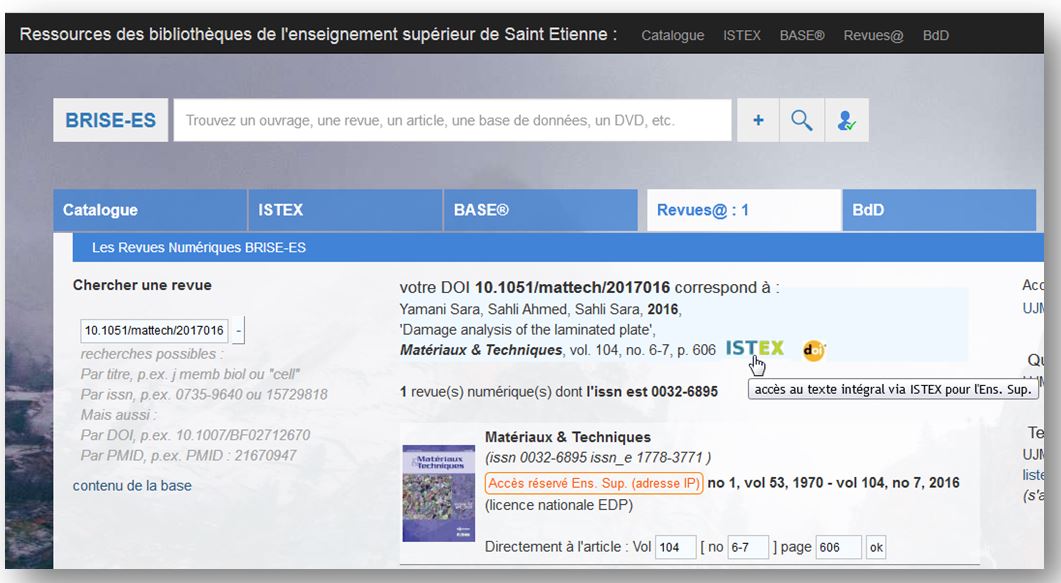 Ressources des bibliothèques de l'enseignement supérieur de Saint Etienne : Catalogue ISTEX BASE® Revues@ BdD
BRISE-ES Trouvez un ouvrage, une revue, un article, une base de données, un DVD, etc. +
Catalogue ISTEX BASE® Revues@ : 1 BdD
Les Revues Numériques BRISE-ES
Chercher une revue
10.1051/mattech/2017016 -
recherches possibles :
Par titre, p.ex. j memb biol ou "cell"
Par issn, p.ex. 0735-9640 ou 15729818
Mais aussi :
Par DOI, p.ex. 10.1007/BF02712670
Par PMID, p.ex. PMID : 21670947
contenu de la base
votre DOI 10.1051/mattech/2017016 correspond à :
Yamani Sara, Sahli Ahmed, Sahli Sara, 2016,
'Damage analysis of the laminated plate',
Matériaux & Techniques, vol. 104, no. 6-7, p. 606 ISTEX doi
accès au texte intégral via ISTEX pour l'Ens. Sup.
1 revue(s) numérique(s) dont l'issn est 0032-6895
Matériaux
& Techniques
Matériaux & Techniques
(issn 0032-6895 issn_e 1778-3771 )
Accès réservé Ens. Sup. (adresse IP) no 1, vol 53, 1970 - vol 104, no 7, 2016
(licence nationale EDP)
Directement à l'article : Vol 104 [ no 6-7 ] page 606 ok
Acc
UJM
Qu
Te
UJM
liste
(s'a